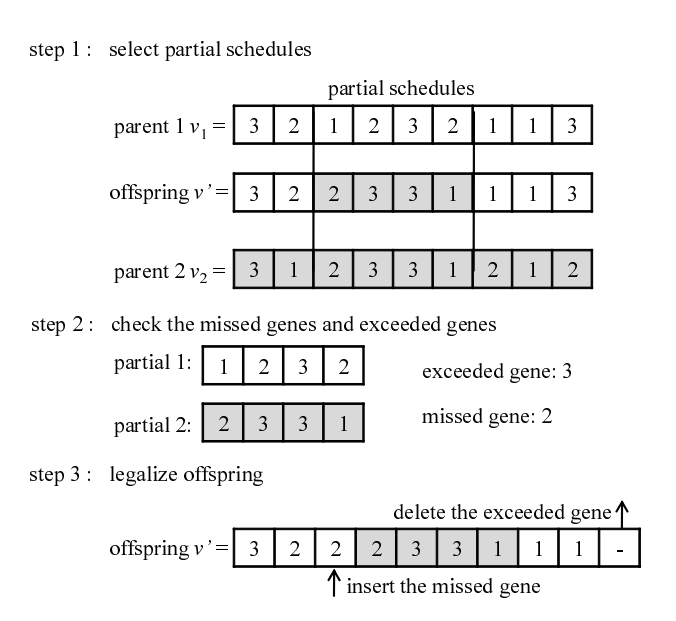 step 1 : select partial schedules
partial schedules
parent 1 v1 = 3 2 1 2 3 2 1 1 3
offspring v' = 3 2 2 3 3 1 1 1 3
parent 2 v2 = 3 1 2 3 3 1 2 1 2
step 2 : check the missed genes and exceeded genes
partial 1: 1 2 3 2
exceeded gene: 3
partial 2: 2 3 3 1
missed gene: 2
step 3 : legalize offspring
delete the exceeded gene
offspring v' = 3 2 2 2 3 3 1 1 1 -
insert the missed gene